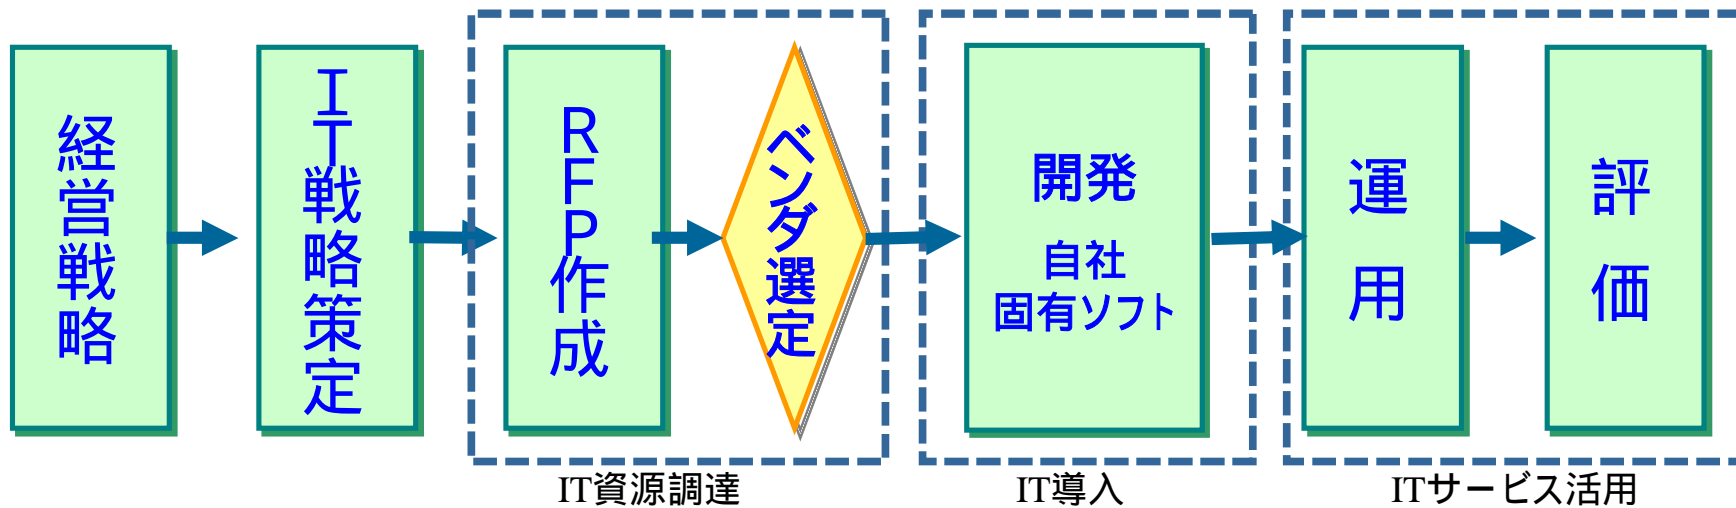 経営戦略
IT戦略策定
RFP作成
ベンダ選定
開発
自社
固有ソフト
運用
評価
IT資源調達
IT導入
ITサービス活用